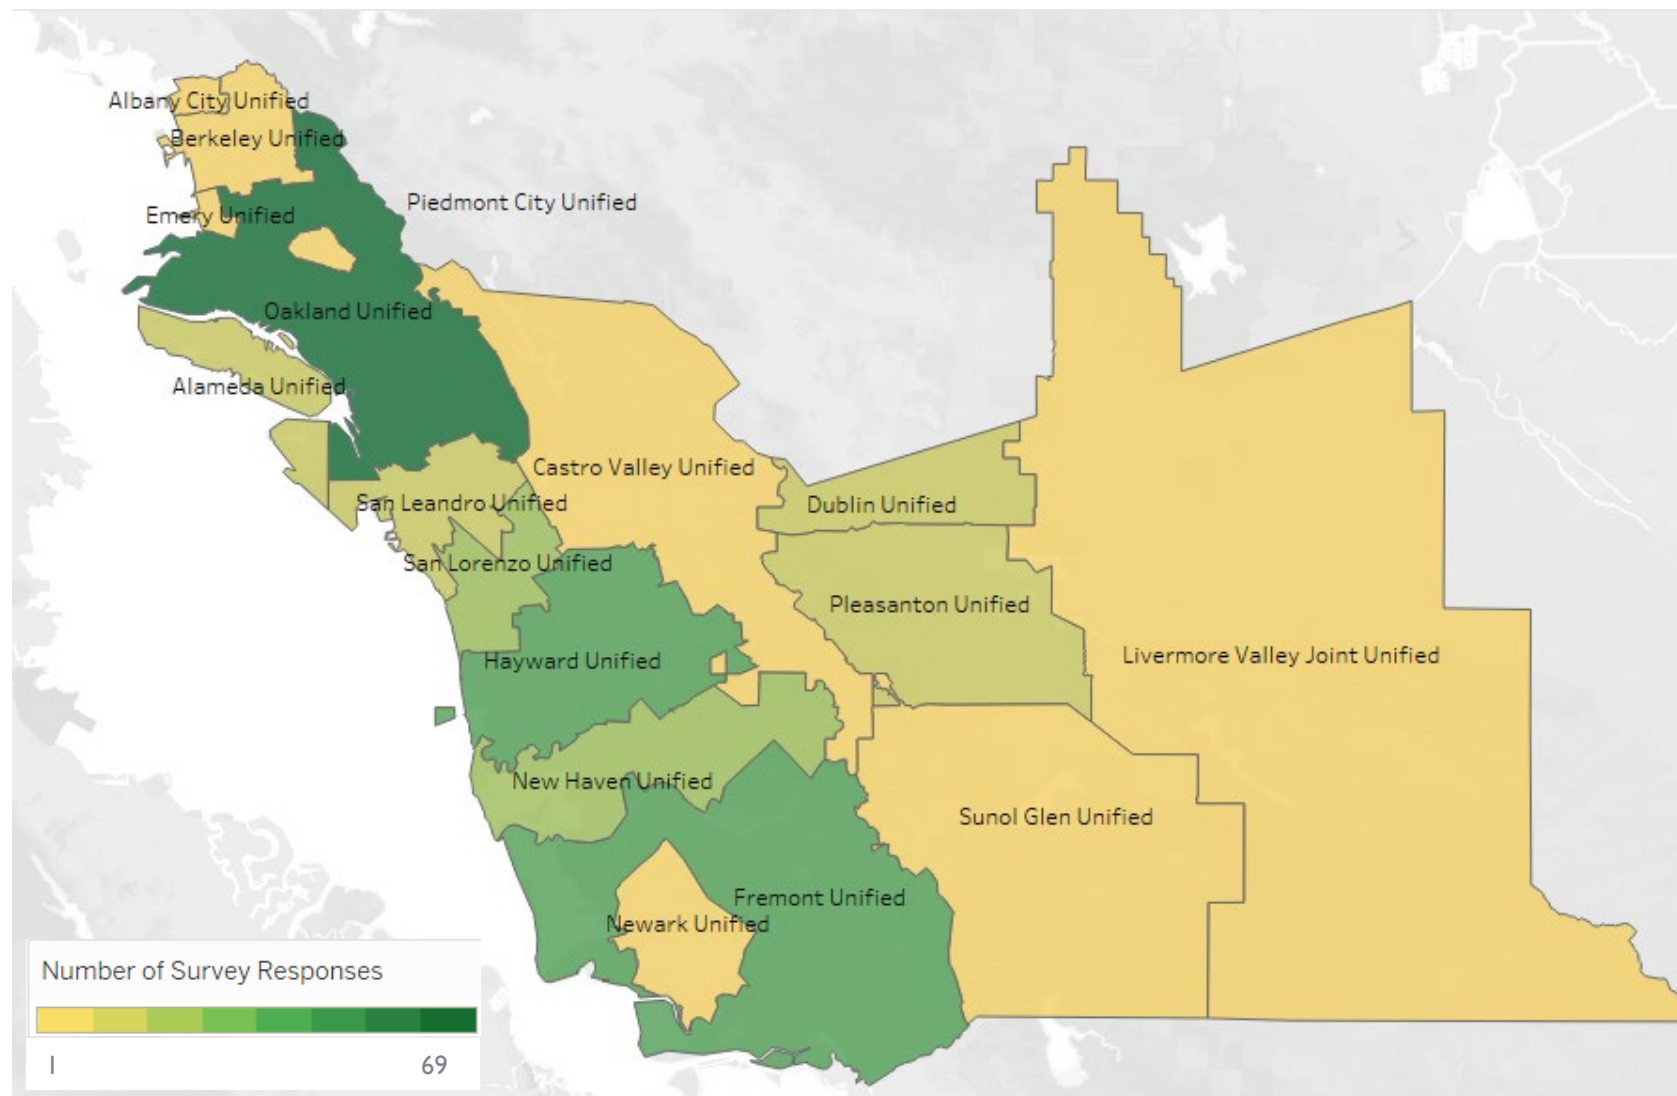 Albany City Unified
Berkeley Unified
Piedmont City Unified
Emery Unified
Oakland Unified
Alameda Unified
Castro Valley Unified
San Leandro Unified
Dublin Unified
San Lorenzo Unified
Pleasanton Unified
Livermore Valley Joint Unified
Hayward Unified
New Haven Unified
Sunol Glen Unified
Fremont Unified
Newark Unified
Number of Survey Responses
1 69